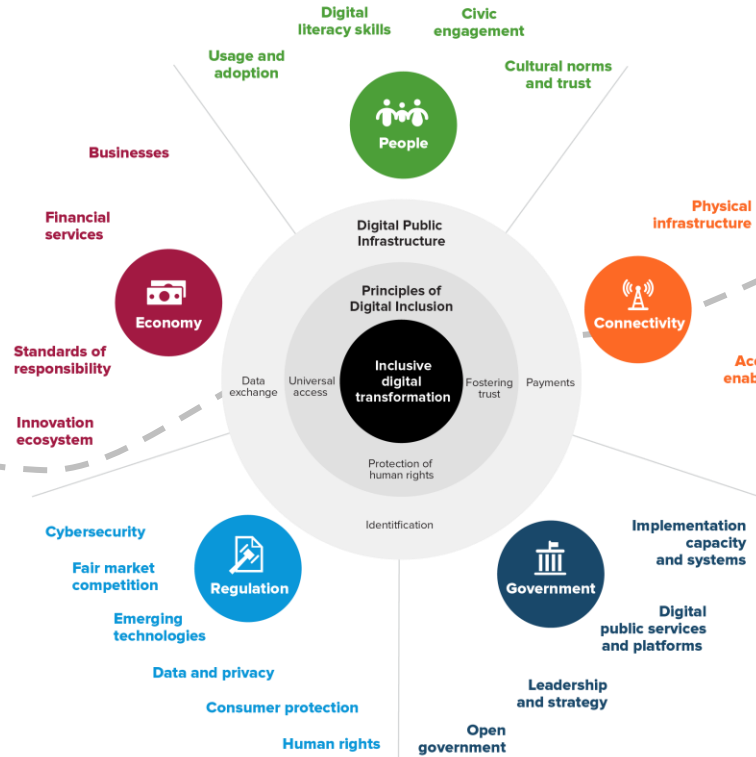 Digital
literacy skills
Civic
engagement
Usage and
adoption
Cultural norms
and trust
People
Businesses
Financial
services
Economy
Standards of
responsibility
Innovation
ecosystem
Physical
infrastructure
Connectivity
Digital Public
Infrastructure
Principles of
Digital Inclusion
Inclusive
digital
transformation
Data
exchange
Universal
access
Fostering
trust
Payments
Protection of
human rights
Identitfication
Cybersecurity
Fair market
competition
Regulation
Emerging
technologies
Data and privacy
Consumer protection
Human rights
Government
Implementation
capacity
and systems
Digital
public services
and platforms
Leadership
and strategy
Open
government